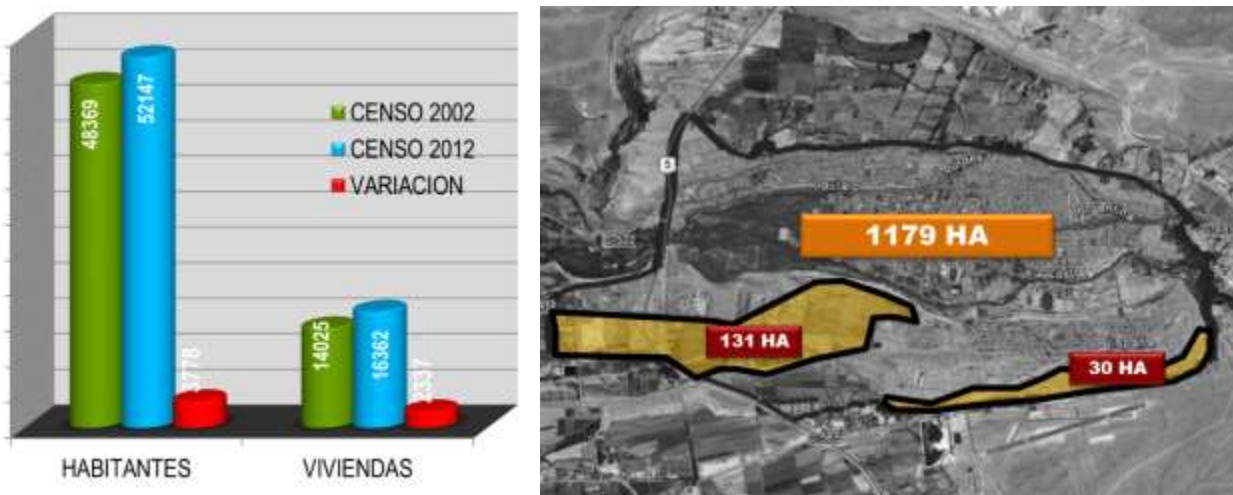 48369
52147
3778
14025
16362
2337
CENSO 2002
CENSO 2012
VARIACION
HABITANTES
VIVIENDAS
5
1179 HA
131 HA
30 HA